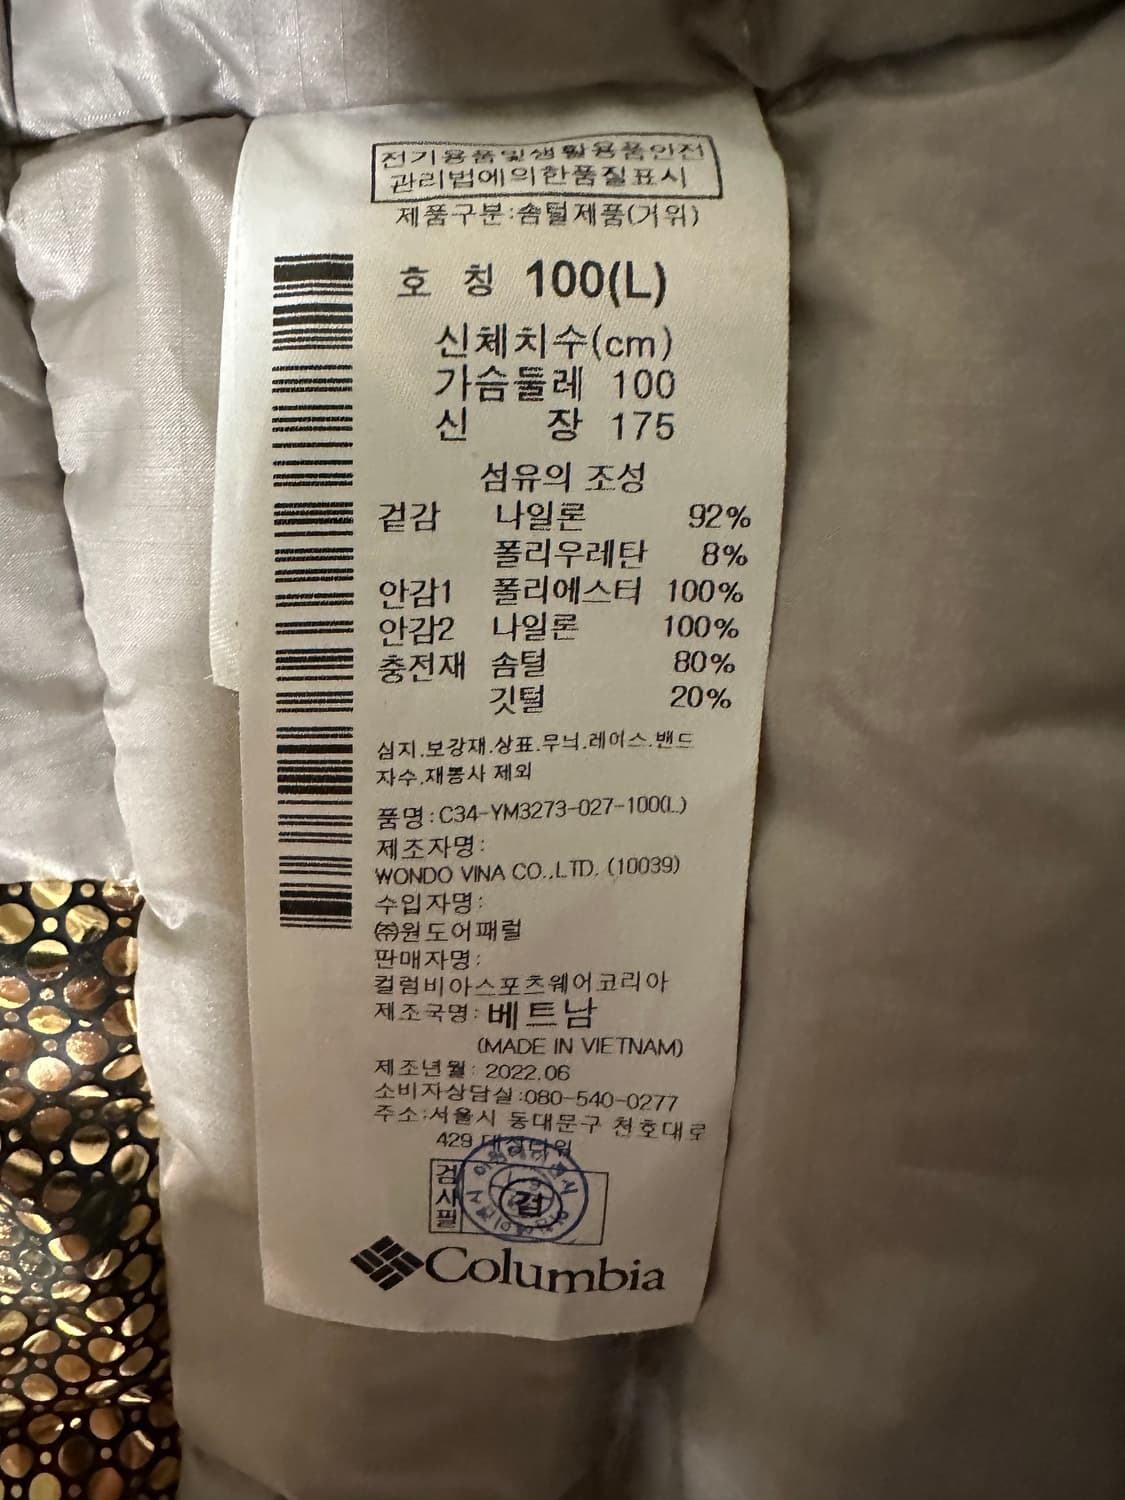 전기용품및생활용품안전
관리법에의한품질표시
제품구분:솜털제품(거위)
호 칭 100(L)
신체치수(cm)
가슴둘레 100
신 장 175
섬유의 조성
겉감 나일론 92%
폴리우레탄 8%
안감1 폴리에스터 100%
안감2 나일론 100%
충전재 솜털 80%
깃털 20%
심지.보강재.상표.무늬.레이스.밴드
자수.재봉사 제외
품명:C34-YM3273-027-100(L)
제조자명:
WONDO VINA CO.,LTD. (10039)
수입자명:
㈜원도어패럴
판매자명:
컬럼비아스포츠웨어코리아
제조국명: 베트남
(MADE IN VIETNAM)
제조년월: 2022.06
소비자상담실:080-540-0277
주소:서울시 동대문구 천호대로
429
검사필
검
Columbia